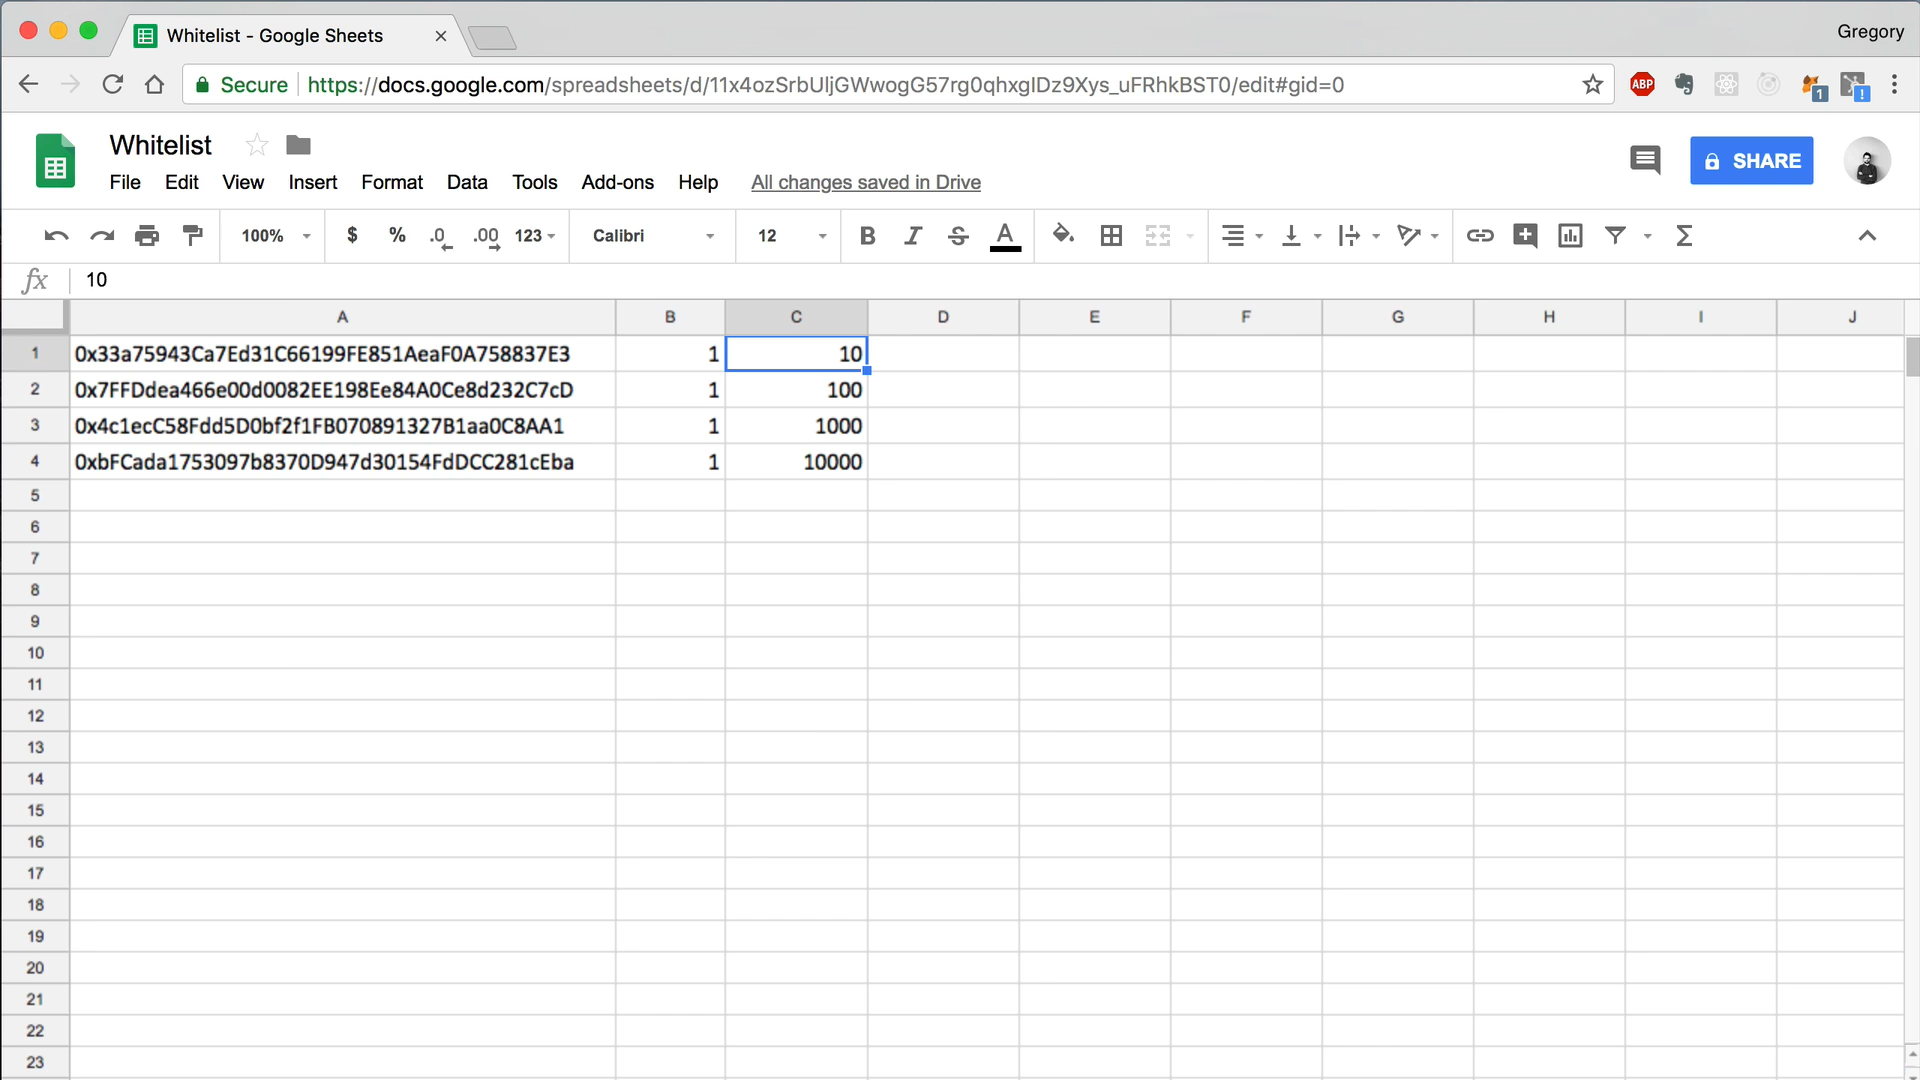 Whitelist - Google Sheets
Gregory
Secure https://docs.google.com/spreadsheets/d/11x4ozSrbUljGWwogG57rg0qhxgIDz9Xys_uFRhkBST0/edit#gid=0
ABP
1
!
Whitelist
File Edit View Insert Format Data Tools Add-ons Help All changes saved in Drive
SHARE
100% $ % .0 .00 123 Calibri 12 B I S A Σ
fx 10
A B C D E F G H I J
1 0x33a75943Ca7Ed31C66199FE851AeaF0A758837E3 1 10
2 0x7FFDdea466e00d0082EE198Ee84A0Ce8d232C7cD 1 100
3 0x4c1ecC58Fdd5D0bf2f1FB070891327B1aa0C8AA1 1 1000
4 0xbFCada1753097b8370D947d30154FdDCC281cEba 1 10000
5
6
7
8
9
10
11
12
13
14
15
16
17
18
19
20
21
22
23